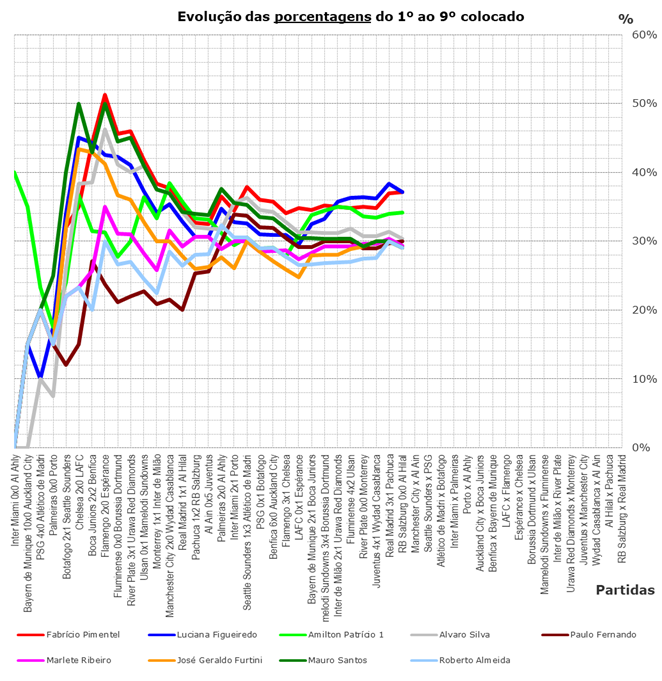 Evolução das porcentagens do 1º ao 9º colocado
%
60%
50%
40%
30%
20%
10%
0%
Inter Miami 0x0 Al Ahly
Bayern de Munique 10x0 Auckland City
PSG 4x0 Atlético de Madri
Palmeiras 0x0 Porto
Botafogo 2x1 Seattle Sounders
Chelsea 2x0 LAFC
Boca Juniors 2x2 Benfica
Flamengo 2x0 Espérance
Fluminense 0x0 Borussia Dortmund
River Plate 3x1 Urawa Red Diamonds
Ulsan 0x1 Mamelodi Sundowns
Monterrey 1x1 Inter de Milão
Manchester City 2x0 Wydad Casablanca
Real Madrid 1x1 Al Hilal
Pachuca 1x2 RB Salzburg
Al Ain 0x5 Juventus
Palmeiras 2x0 Al Ahly
Inter Miami 2x1 Porto
Seattle Sounders 1x3 Atlético de Madri
PSG 0x1 Botafogo
Benfica 6x0 Auckland City
Flamengo 3x1 Chelsea
LAFC 0x1 Espérance
Bayern de Munique 2x1 Boca Juniors
melodi Sundowns 3x4 Borussia Dortmund
Inter de Milão 2x1 Urawa Red Diamonds
Fluminense 4x2 Ulsan
River Plate 0x0 Monterrey
Juventus 4x1 Wydad Casablanca
Real Madrid 3x1 Pachuca
RB Salzburg 0x0 Al Hilal
Manchester City x Al Ain
Seattle Sounders x PSG
Atlético de Madri x Botafogo
Inter Miami x Palmeiras
Porto x Al Ahly
Auckland City x Boca Juniors
Benfica x Bayern de Munique
LAFC x Flamengo
Esperance x Chelsea
Borussia Dortmund x Ulsan
Mamelodi Sundowns x Fluminense
Inter de Milão x River Plate
Urawa Red Diamonds x Monterrey
Juventus x Manchester City
Wydad Casablanca x Al Ain
Al Hilal x Pachuca
RB Salzburg x Real Madrid
Partidas
Fabrício Pimentel
Luciana Figueiredo
Amilton Patrício 1
Alvaro Silva
Paulo Fernando
Marlete Ribeiro
José Geraldo Furtini
Mauro Santos
Roberto Almeida